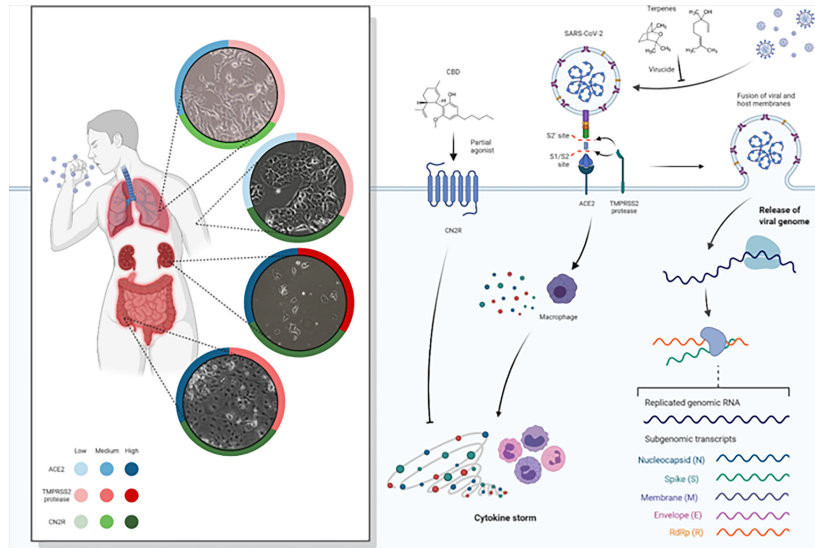 Low
Medium
High
ACE2
TMPRSS2
protease
CN2R
CBD
OH
Partial
agonist
CN2R
SARS-CoV-2
Terpenes
Virucide
S2' site
S1/S2
site
ACE2
TMPRSS2
protease
Fusion of viral and
host membranes
Release of
viral genome
Macrophage
Cytokine storm
Replicated genomic RNA
Subgenomic transcripts
Nucleocapsid (N)
Spike (S)
Membrane (M)
Envelope (E)
RdRp (R)